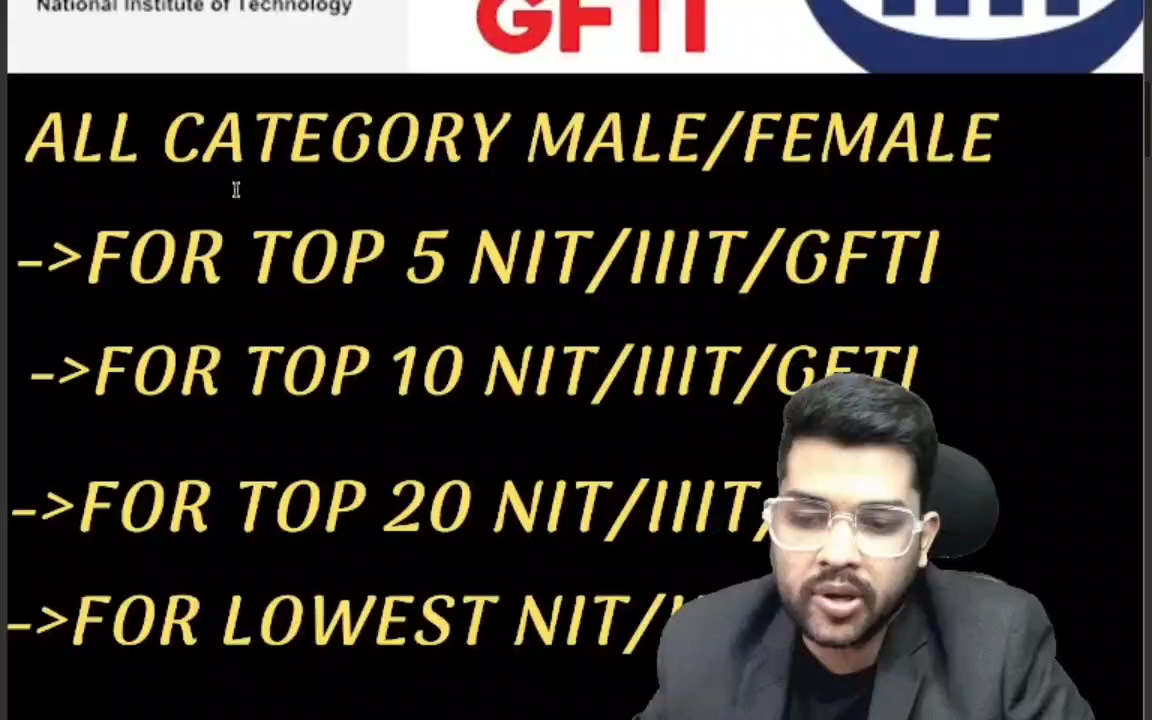 National Institute of Technology
GFTI
ALL CATEGORY MALE/FEMALE
->FOR TOP 5 NIT/IIIT/GFTI
->FOR TOP 10 NIT/IIIT/GFTI
->FOR TOP 20 NIT/IIIT/
->FOR LOWEST NIT/